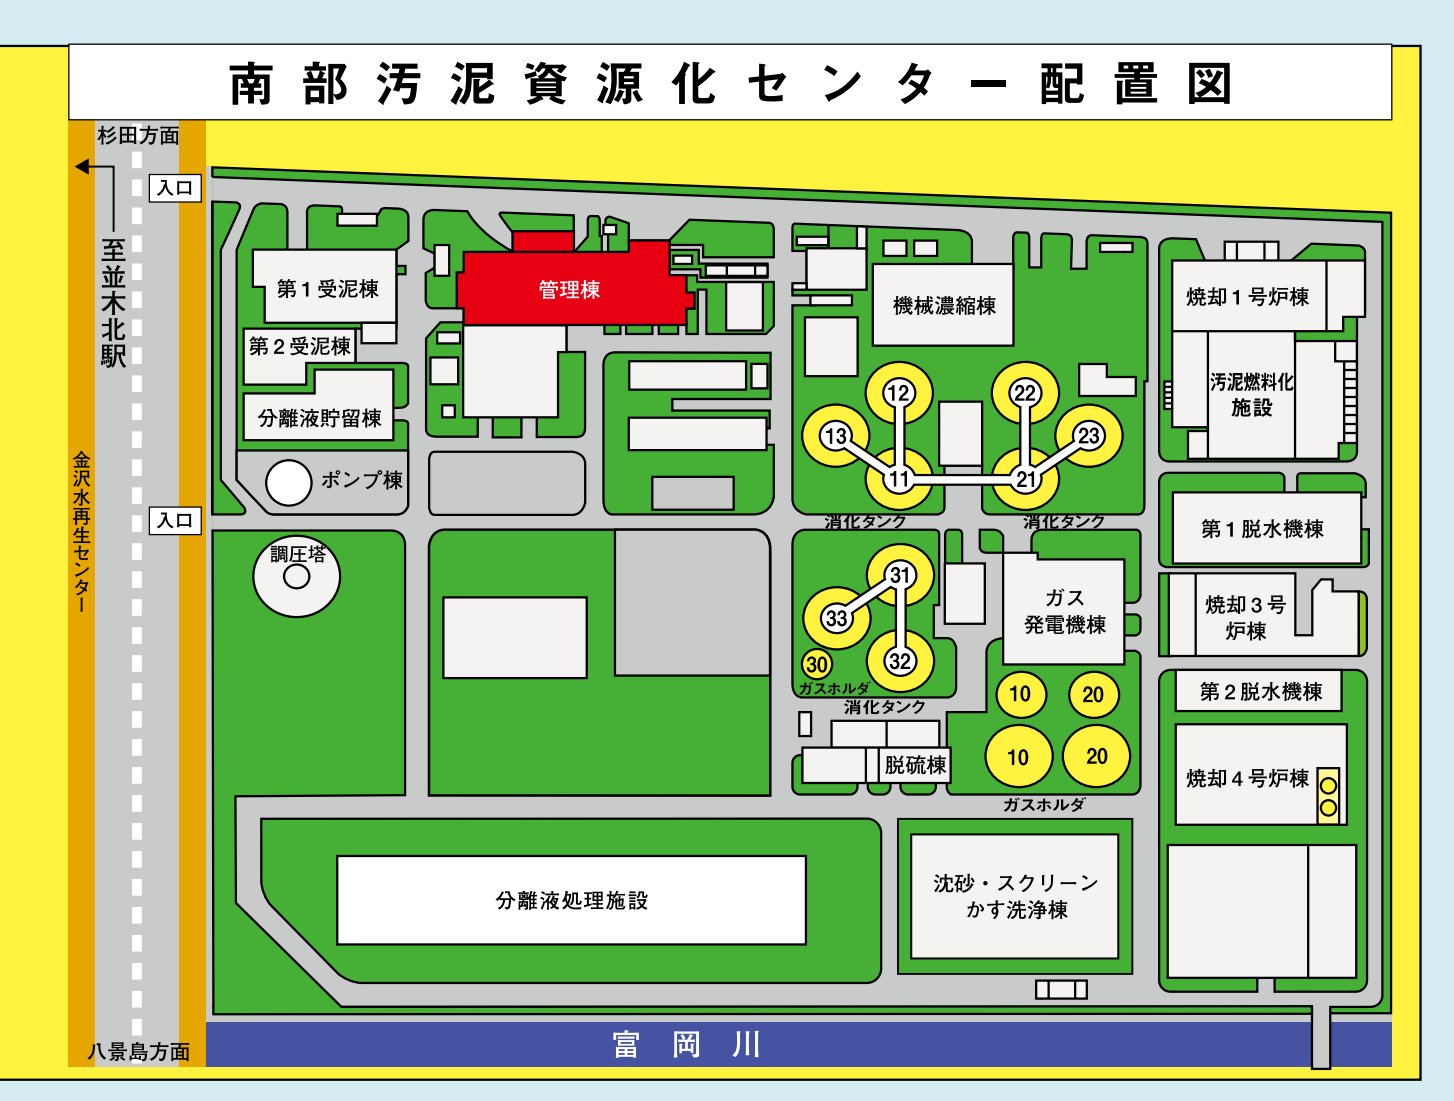 南部汚泥資源化センター配置図
杉田方面
入口
至並木北駅
金沢水再生センター
入口
八景島方面
第1受泥棟
第2受泥棟
分離液貯留棟
ポンプ棟
調圧塔
管理棟
機械濃縮棟
12
22
13
23
11
21
消化タンク
消化タンク
31
33
32
30
ガスホルダ
消化タンク
脱硫棟
ガス
発電機棟
10
20
10
20
ガスホルダ
焼却1号炉棟
汚泥燃料化
施設
第1脱水機棟
焼却3号
炉棟
第2脱水機棟
焼却4号炉棟
分離液処理施設
沈砂・スクリーン
かす洗浄棟
富岡川